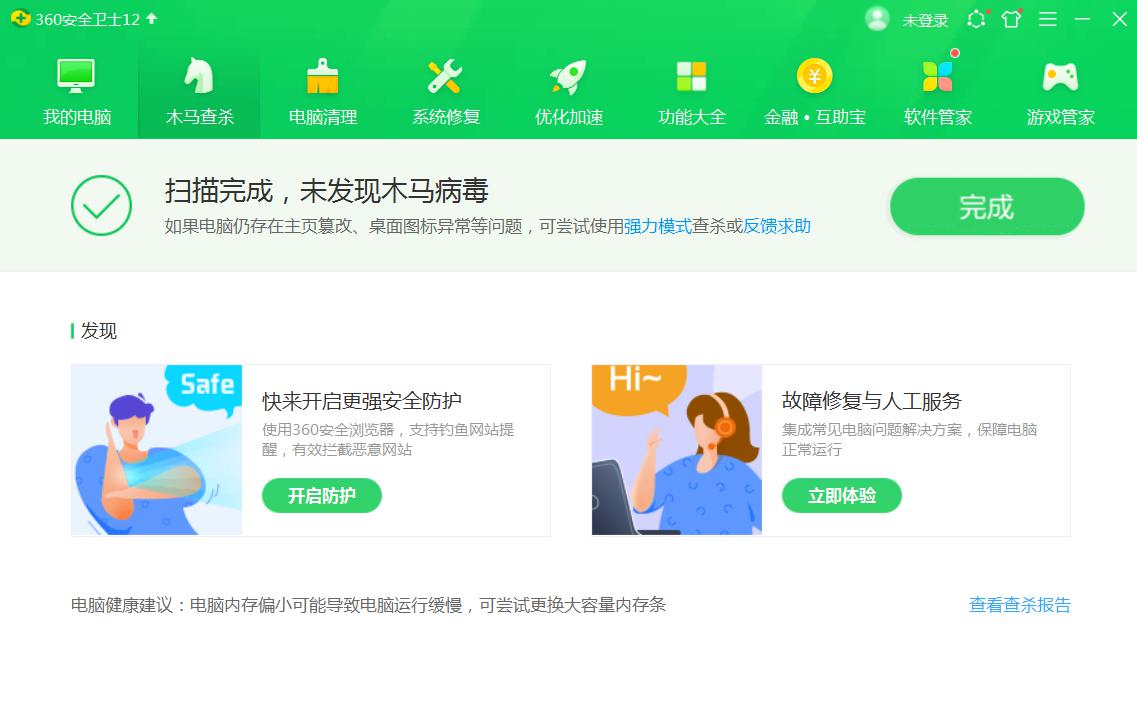 360安全卫士12
未登录
我的电脑
木马查杀
电脑清理
系统修复
优化加速
功能大全
金融•互助宝
软件管家
游戏管家
扫描完成，未发现木马病毒
如果电脑仍存在主页篡改、桌面图标异常等问题，可尝试使用强力模式查杀或反馈求助
完成
发现
Safe
快来开启更强安全防护
使用360安全浏览器，支持钓鱼网站提
醒，有效拦截恶意网站
开启防护
Hi~
故障修复与人工服务
集成常见电脑问题解决方案，保障电脑
正常运行
立即体验
电脑健康建议：电脑内存偏小可能导致电脑运行缓慢，可尝试更换大容量内存条
查看查杀报告